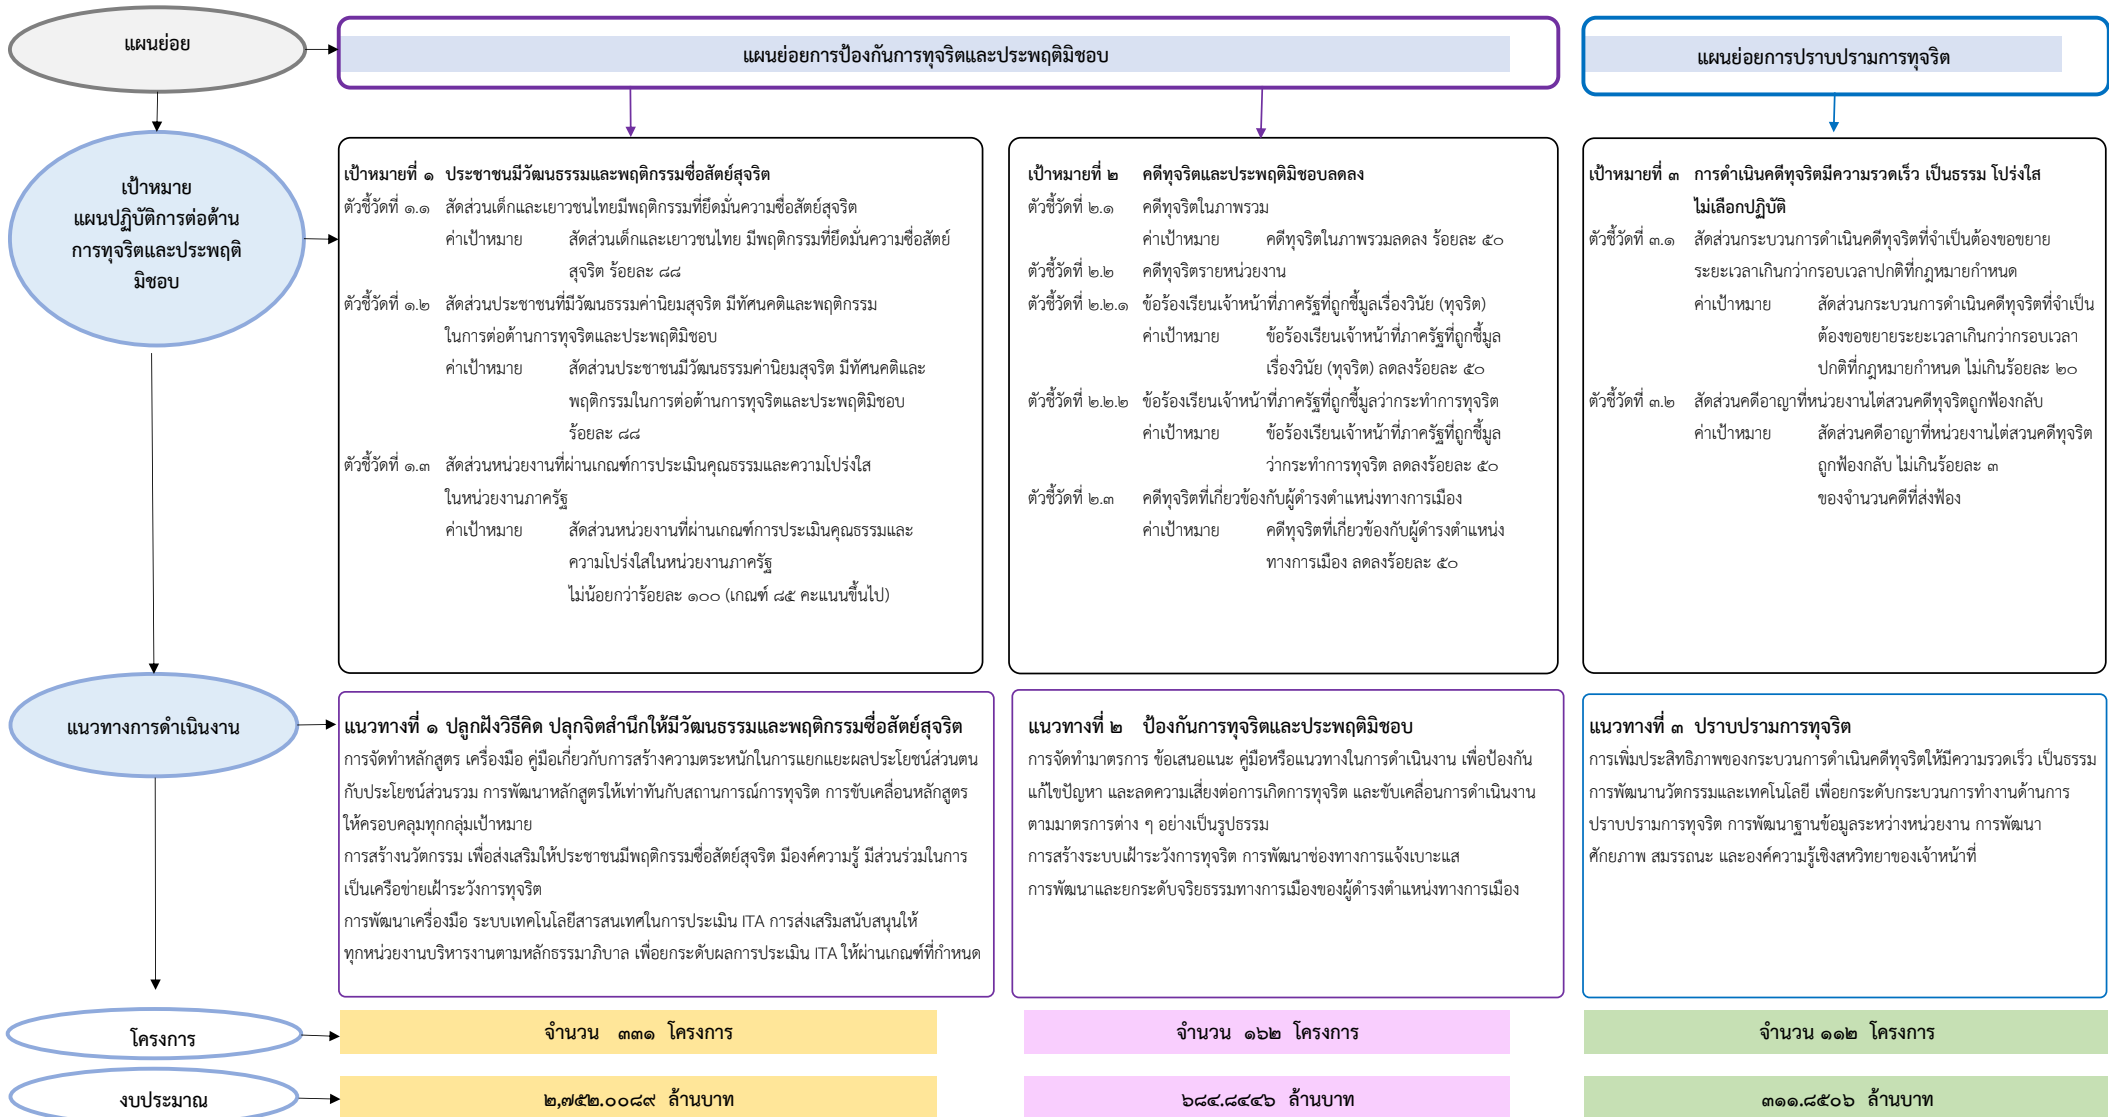 แผนย่อย
แผนย่อยการป้องกันการทุจริตและประพฤติมิชอบ
แผนย่อยการปราบปรามการทุจริต
เป้าหมาย
แผนปฏิบัติการต่อต้าน
การทุจริตและประพฤติ
มิชอบ
เป้าหมายที่ ๑ ประชาชนมีวัฒนธรรมและพฤติกรรมซื่อสัตย์สุจริต
ตัวชี้วัดที่ ๑.๑ สัดส่วนเด็กและเยาวชนไทยมีพฤติกรรมที่ยึดมั่นความซื่อสัตย์สุจริต
ค่าเป้าหมาย สัดส่วนเด็กและเยาวชนไทย มีพฤติกรรมที่ยึดมั่นความซื่อสัตย์
สุจริต ร้อยละ ๘๘
ตัวชี้วัดที่ ๑.๒ สัดส่วนประชาชนที่มีวัฒนธรรมค่านิยมสุจริต มีทัศนคติและพฤติกรรม
ในการต่อต้านการทุจริตและประพฤติมิชอบ
ค่าเป้าหมาย สัดส่วนประชาชนมีวัฒนธรรมค่านิยมสุจริต มีทัศนคติและ
พฤติกรรมในการต่อต้านการทุจริตและประพฤติมิชอบ
ร้อยละ ๘๘
ตัวชี้วัดที่ ๑.๓ สัดส่วนหน่วยงานที่ผ่านเกณฑ์การประเมินคุณธรรมและความโปร่งใส
ในหน่วยงานภาครัฐ
ค่าเป้าหมาย สัดส่วนหน่วยงานที่ผ่านเกณฑ์การประเมินคุณธรรมและ
ความโปร่งใสในหน่วยงานภาครัฐ
ไม่น้อยกว่าร้อยละ ๑๐๐ (เกณฑ์ ๘๕ คะแนนขึ้นไป)
เป้าหมายที่ ๒ คดีทุจริตและประพฤติมิชอบลดลง
ตัวชี้วัดที่ ๒.๑ คดีทุจริตในภาพรวม
ค่าเป้าหมาย คดีทุจริตในภาพรวมลดลง ร้อยละ ๕๐
ตัวชี้วัดที่ ๒.๒ คดีทุจริตรายหน่วยงาน
ตัวชี้วัดที่ ๒.๒.๑ ข้อร้องเรียนเจ้าหน้าที่ภาครัฐที่ถูกชี้มูลเรื่องวินัย (ทุจริต)
ค่าเป้าหมาย ข้อร้องเรียนเจ้าหน้าที่ภาครัฐที่ถูกชี้มูล
เรื่องวินัย (ทุจริต) ลดลงร้อยละ ๕๐
ตัวชี้วัดที่ ๒.๒.๒ ข้อร้องเรียนเจ้าหน้าที่ภาครัฐที่ถูกชี้มูลว่ากระทำการทุจริต
ค่าเป้าหมาย ข้อร้องเรียนเจ้าหน้าที่ภาครัฐที่ถูกชี้มูล
ว่ากระทำการทุจริต ลดลงร้อยละ ๕๐
ตัวชี้วัดที่ ๒.๓ คดีทุจริตที่เกี่ยวข้องกับผู้ดำรงตำแหน่งทางการเมือง
ค่าเป้าหมาย คดีทุจริตที่เกี่ยวข้องกับผู้ดำรงตำแหน่ง
ทางการเมือง ลดลงร้อยละ ๕๐
เป้าหมายที่ ๓ การดำเนินคดีทุจริตมีความรวดเร็ว เป็นธรรม โปร่งใส
ไม่เลือกปฏิบัติ
ตัวชี้วัดที่ ๓.๑ สัดส่วนกระบวนการดำเนินคดีทุจริตที่จำเป็นต้องขอขยาย
ระยะเวลาเกินกว่ากรอบเวลาปกติที่กฎหมายกำหนด
ค่าเป้าหมาย สัดส่วนกระบวนการดำเนินคดีทุจริตที่จำเป็น
ต้องขอขยายระยะเวลาเกินกว่ากรอบเวลา
ปกติที่กฎหมายกำหนด ไม่เกินร้อยละ ๒๐
ตัวชี้วัดที่ ๓.๒ สัดส่วนคดีอาญาที่หน่วยงานไต่สวนคดีทุจริตถูกฟ้องกลับ
ค่าเป้าหมาย สัดส่วนคดีอาญาที่หน่วยงานไต่สวนคดีทุจริต
ถูกฟ้องกลับ ไม่เกินร้อยละ ๓
ของจำนวนคดีที่ส่งฟ้อง
แนวทางการดำเนินงาน
แนวทางที่ ๑ ปลูกฝังวิธีคิด ปลุกจิตสำนึกให้มีวัฒนธรรมและพฤติกรรมซื่อสัตย์สุจริต
การจัดทำหลักสูตร เครื่องมือ คู่มือเกี่ยวกับการสร้างความตระหนักในการแยกแยะผลประโยชน์ส่วนตน
กับประโยชน์ส่วนรวม การพัฒนาหลักสูตรให้เท่าทันกับสถานการณ์การทุจริต การขับเคลื่อนหลักสูตร
ให้ครอบคลุมทุกกลุ่มเป้าหมาย
การสร้างนวัตกรรม เพื่อส่งเสริมให้ประชาชนมีพฤติกรรมซื่อสัตย์สุจริต มีองค์ความรู้ มีส่วนร่วมในการ
เป็นเครือข่ายเฝ้าระวังการทุจริต
การพัฒนาเครื่องมือ ระบบเทคโนโลยีสารสนเทศในการประเมิน ITA การส่งเสริมสนับสนุนให้
ทุกหน่วยงานบริหารงานตามหลักธรรมาภิบาล เพื่อยกระดับผลการประเมิน ITA ให้ผ่านเกณฑ์ที่กำหนด
แนวทางที่ ๒ ป้องกันการทุจริตและประพฤติมิชอบ
การจัดทำมาตรการ ข้อเสนอแนะ คู่มือหรือแนวทางในการดำเนินงาน เพื่อป้องกัน
แก้ไขปัญหา และลดความเสี่ยงต่อการเกิดการทุจริต และขับเคลื่อนการดำเนินงาน
ตามมาตรการต่าง ๆ อย่างเป็นรูปธรรม
การสร้างระบบเฝ้าระวังการทุจริต การพัฒนาช่องทางการแจ้งเบาะแส
การพัฒนาและยกระดับจริยธรรมทางการเมืองของผู้ดำรงตำแหน่งทางการเมือง
แนวทางที่ ๓ ปราบปรามการทุจริต
การเพิ่มประสิทธิภาพของกระบวนการดำเนินคดีทุจริตให้มีความรวดเร็ว เป็นธรรม
การพัฒนานวัตกรรมและเทคโนโลยี เพื่อยกระดับกระบวนการทำงานด้านการ
ปราบปรามการทุจริต การพัฒนาฐานข้อมูลระหว่างหน่วยงาน การพัฒนา
ศักยภาพ สมรรถนะ และองค์ความรู้เชิงสหวิทยาของเจ้าหน้าที่
โครงการ
จำนวน ๓๓๑ โครงการ
จำนวน ๑๖๒ โครงการ
จำนวน ๑๑๒ โครงการ
งบประมาณ
๒,๗๕๒.๐๐๘๙ ล้านบาท
๖๘๔.๘๔๔๖ ล้านบาท
๓๑๑.๘๕๐๖ ล้านบาท